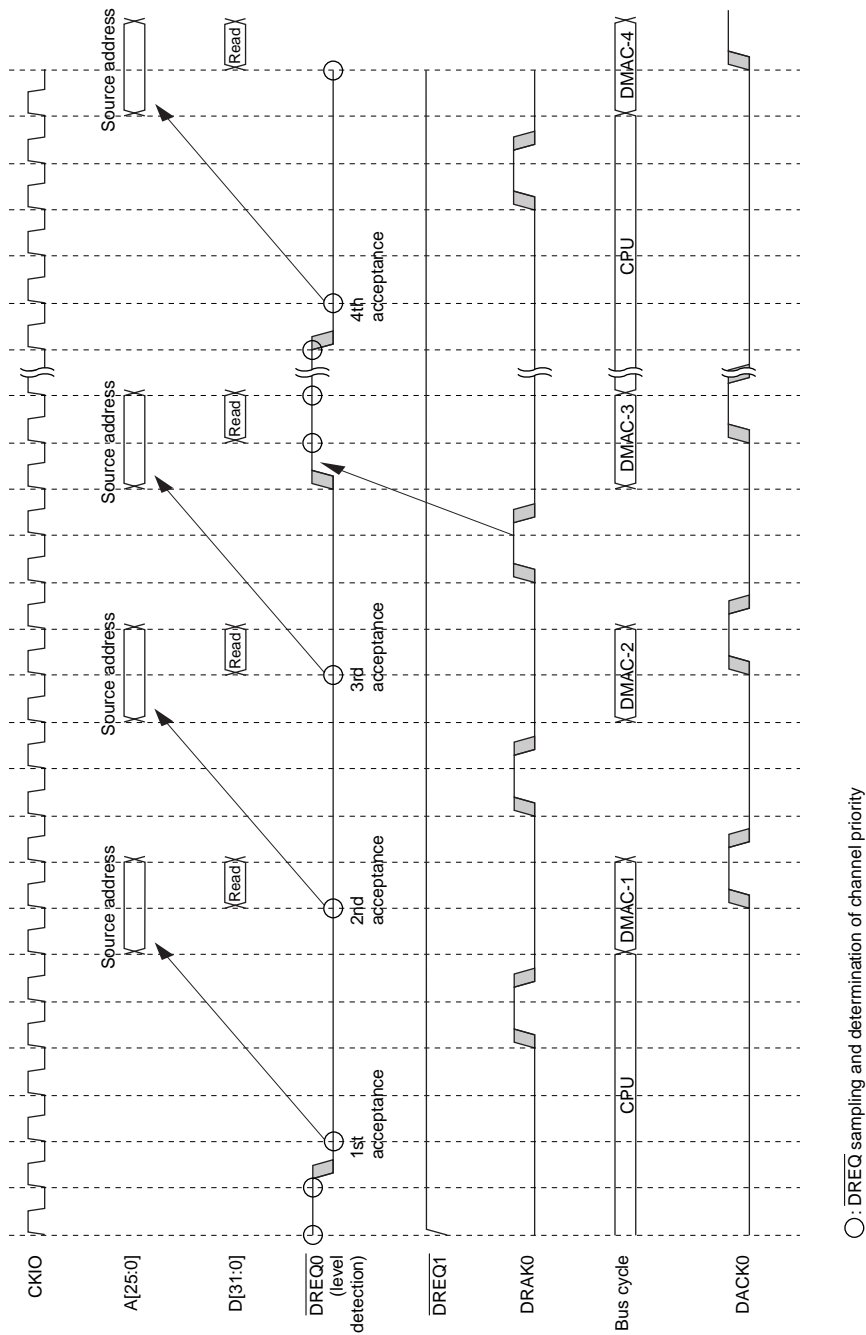 CKIO
A[25:0]
Source address
Source address
Source address
Source address
D[31:0]
Read
Read
Read
Read
DREQ0
(level
detection)
1st
acceptance
2nd
acceptance
3rd
acceptance
4th
acceptance
DREQ1
DRAK0
Bus cycle
CPU
DMAC-1
DMAC-2
DMAC-3
CPU
DMAC-4
DACK0
: DREQ sampling and determination of channel priority